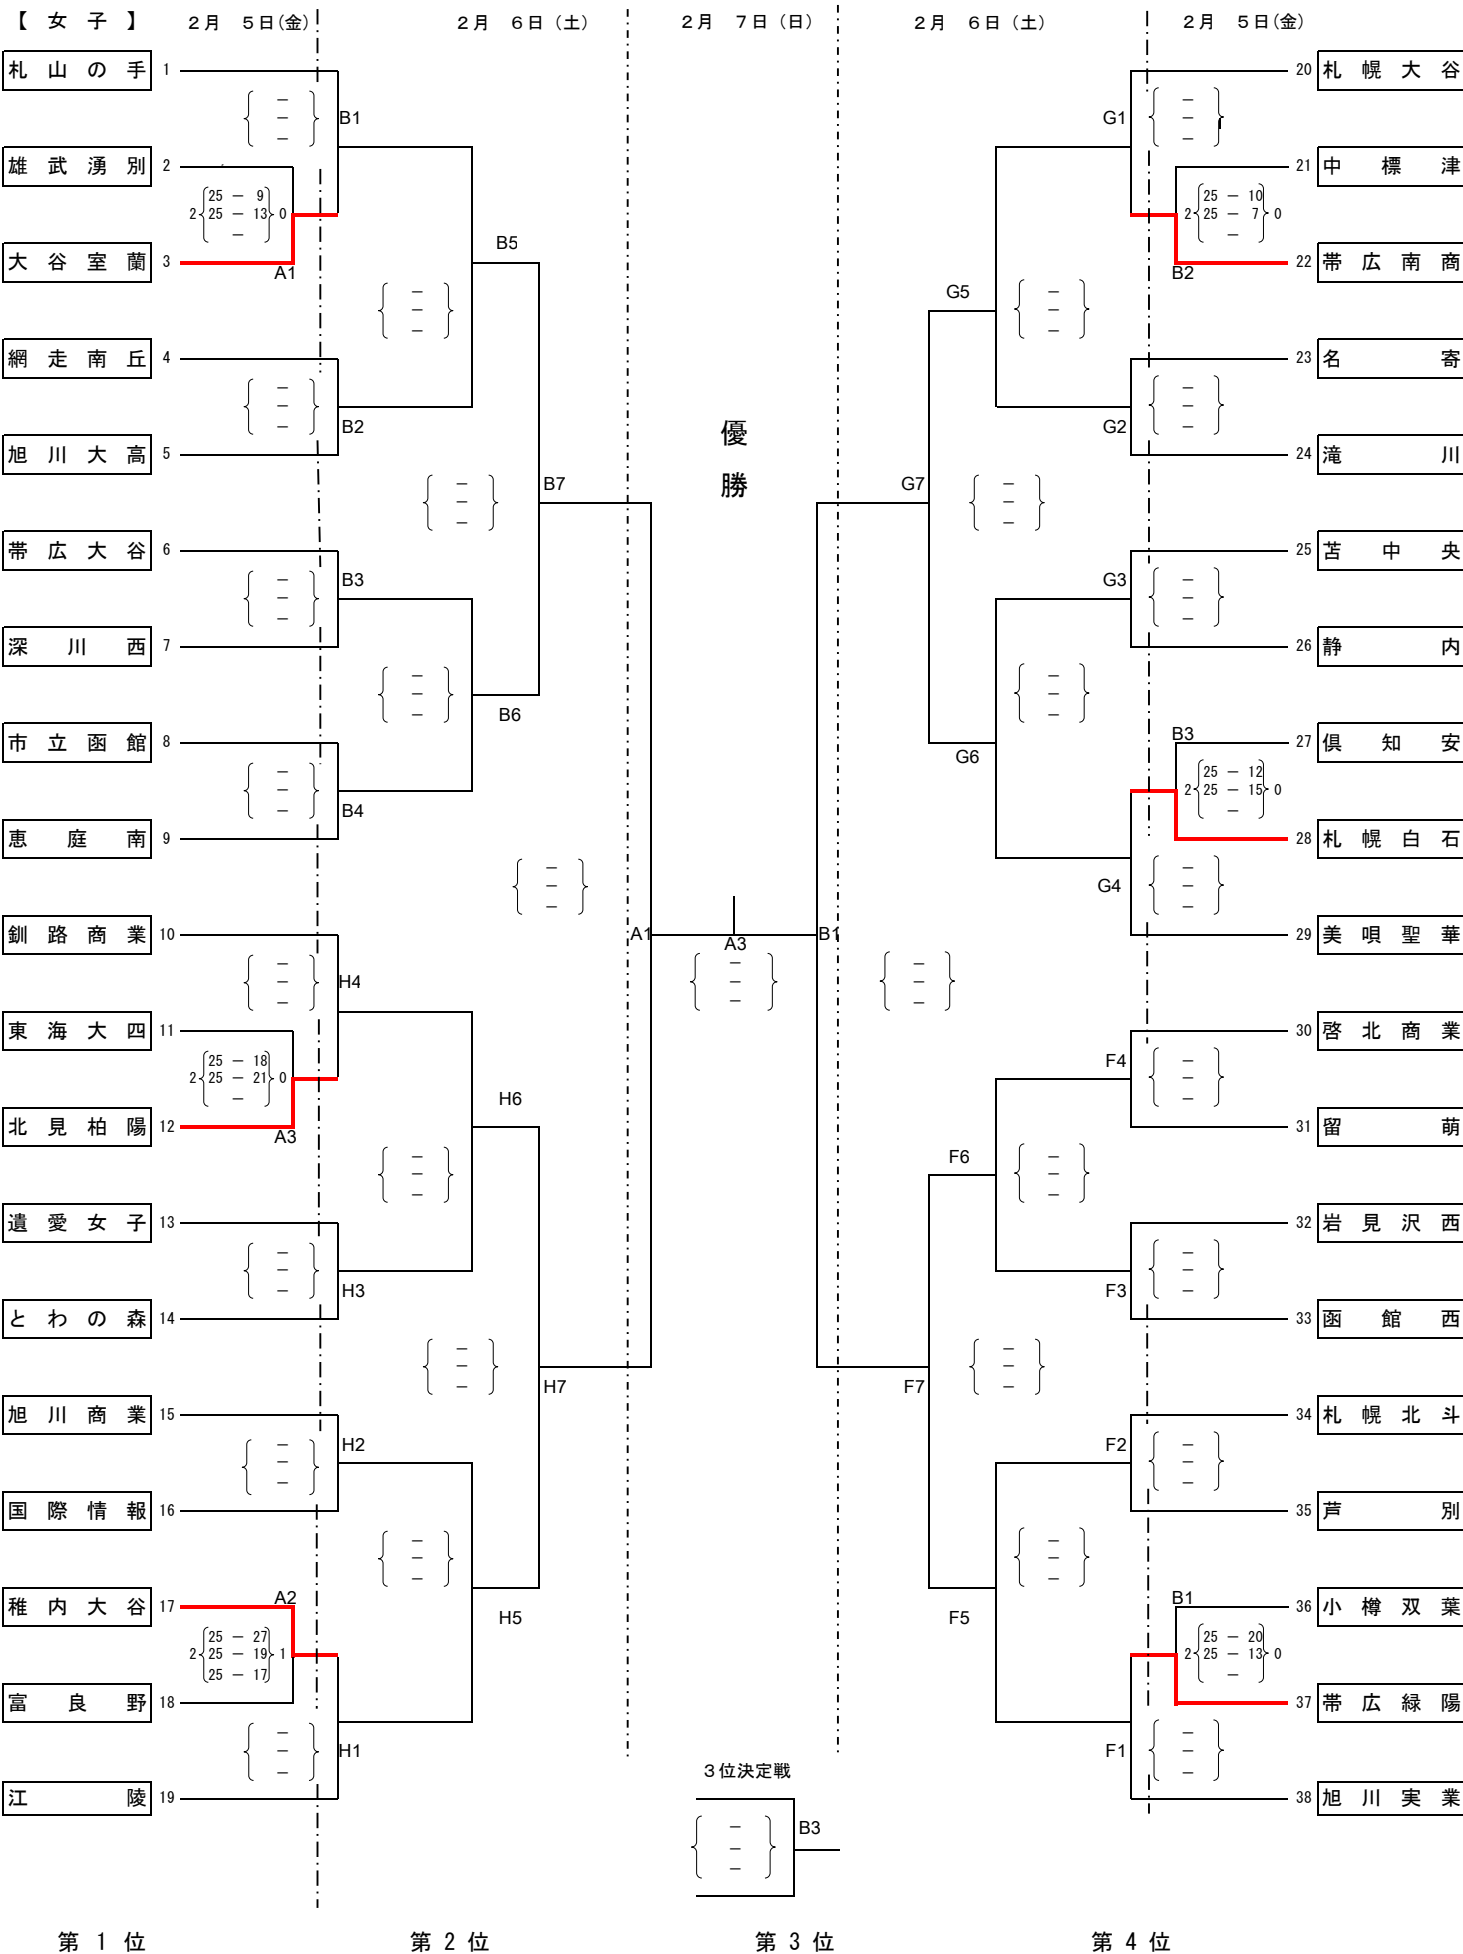 【 女 子 】 ２月 ５日(金) ２月 ６日（土） ２月 ７日（日） ２月 ６日（土） ２月 ５日(金)
札 山 の 手 1
B1
雄 武 湧 別 2
25 － 9
2 25 － 13 0
－
大 谷 室 蘭 3
A1
B5
網 走 南 丘 4
B2
旭 川 大 高 5
B7
帯 広 大 谷 6
B3
深 川 西 7
B6
市 立 函 館 8
B4
恵 庭 南 9
釧 路 商 業 10
H4
東 海 大 四 11
25 － 18
2 25 － 21 0
－
北 見 柏 陽 12
A3
H6
遺 愛 女 子 13
H3
と わ の 森 14
H7
旭 川 商 業 15
H2
国 際 情 報 16
稚 内 大 谷 17
A2
25 － 27
2 25 － 19 1
25 － 17
H5
富 良 野 18
H1
江 陵 19
優
勝
A1 A3 B1
３位決定戦
B3
20 札 幌 大 谷
G1
21 中 標 津
25 － 10
2 25 － 7 0
－
22 帯 広 南 商
B2
G5
23 名 寄
G2
24 滝 川
G7
25 苫 中 央
G3
26 静 内
B3
27 倶 知 安
G6
25 － 12
2 25 － 15 0
－
28 札 幌 白 石
G4
29 美 唄 聖 華
30 啓 北 商 業
F4
31 留 萌
F6
32 岩 見 沢 西
F3
33 函 館 西
F7
34 札 幌 北 斗
F2
35 芦 別
B1
36 小 樽 双 葉
F5
25 － 20
2 25 － 13 0
－
37 帯 広 緑 陽
F1
38 旭 川 実 業
第 1 位 第 2 位 第 3 位 第 4 位